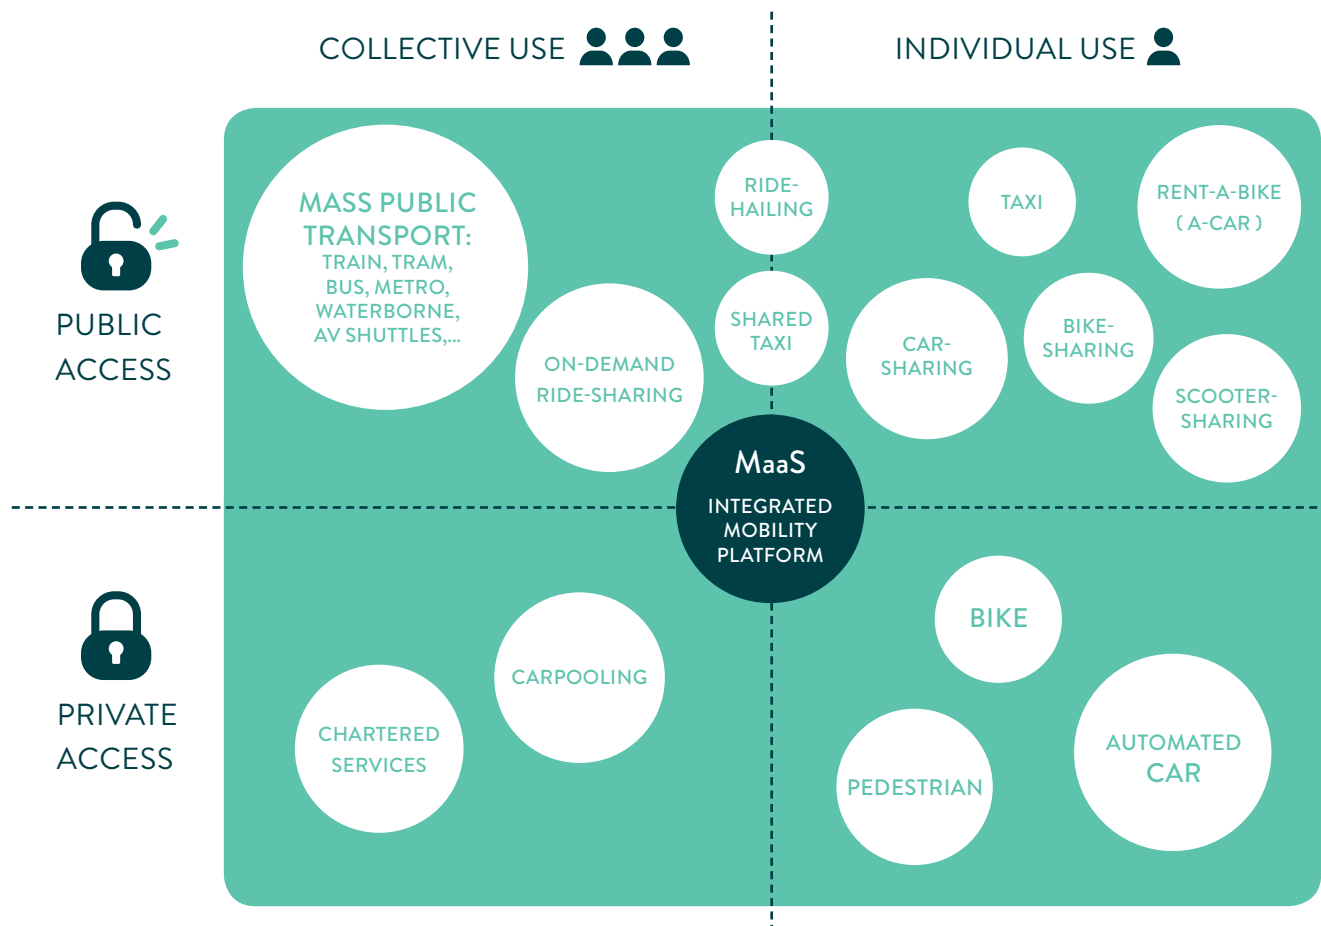 COLLECTIVE USE
INDIVIDUAL USE
PUBLIC
ACCESS
MASS PUBLIC
TRANSPORT:
TRAIN, TRAM,
BUS, METRO,
WATERBORNE,
AV SHUTTLES,...
ON-DEMAND
RIDE-SHARING
RIDE-
HAILING
SHARED
TAXI
TAXI
RENT-A-BIKE
( A-CAR )
CAR-
SHARING
BIKE-
SHARING
SCOOTER-
SHARING
MaaS
INTEGRATED
MOBILITY
PLATFORM
PRIVATE
ACCESS
CHARTERED
SERVICES
CARPOOLING
BIKE
PEDESTRIAN
AUTOMATED
CAR